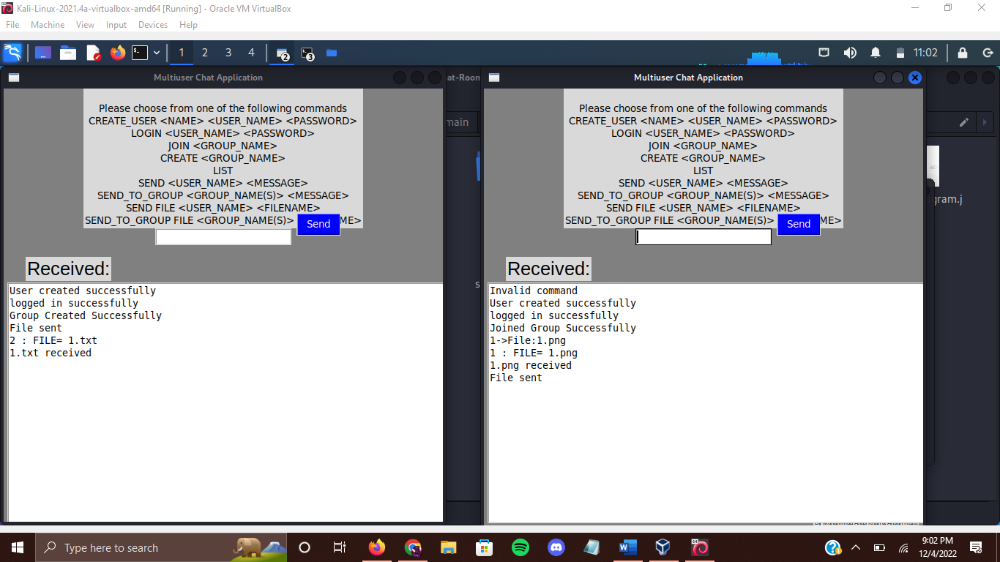 Kali-Linux-2021.4a-virtualbox-amd64 [Running] - Oracle VM VirtualBox
File Machine View Input Devices Help
1 2 3 4 2 3 11:02
Multiuser Chat Application
Please choose from one of the following commands
CREATE_USER <NAME> <USER_NAME> <PASSWORD>
LOGIN <USER_NAME> <PASSWORD>
JOIN <GROUP_NAME>
CREATE <GROUP_NAME>
LIST
SEND <USER_NAME> <MESSAGE>
SEND_TO_GROUP <GROUP_NAME(S)> <MESSAGE>
SEND FILE <USER_NAME> <FILENAME>
SEND_TO_GROUP FILE <GROUP_NAME(S)> ME>
Send
Received:
User created successfully
logged in successfully
Group Created Successfully
File sent
2 : FILE= 1.txt
1.txt received
at-Room
main
Multiuser Chat Application
Please choose from one of the following commands
CREATE_USER <NAME> <USER_NAME> <PASSWORD>
LOGIN <USER_NAME> <PASSWORD>
JOIN <GROUP_NAME>
CREATE <GROUP_NAME>
LIST
SEND <USER_NAME> <MESSAGE>
SEND_TO_GROUP <GROUP_NAME(S)> <MESSAGE>
SEND FILE <USER_NAME> <FILENAME>
SEND_TO_GROUP FILE <GROUP_NAME(S)> ME>
Send
Received:
Invalid command
User created successfully
logged in successfully
Joined Group Successfully
1->File:1.png
1 : FILE= 1.png
1.png received
File sent
gram.j
Type here to search
9:02 PM
12/4/2022